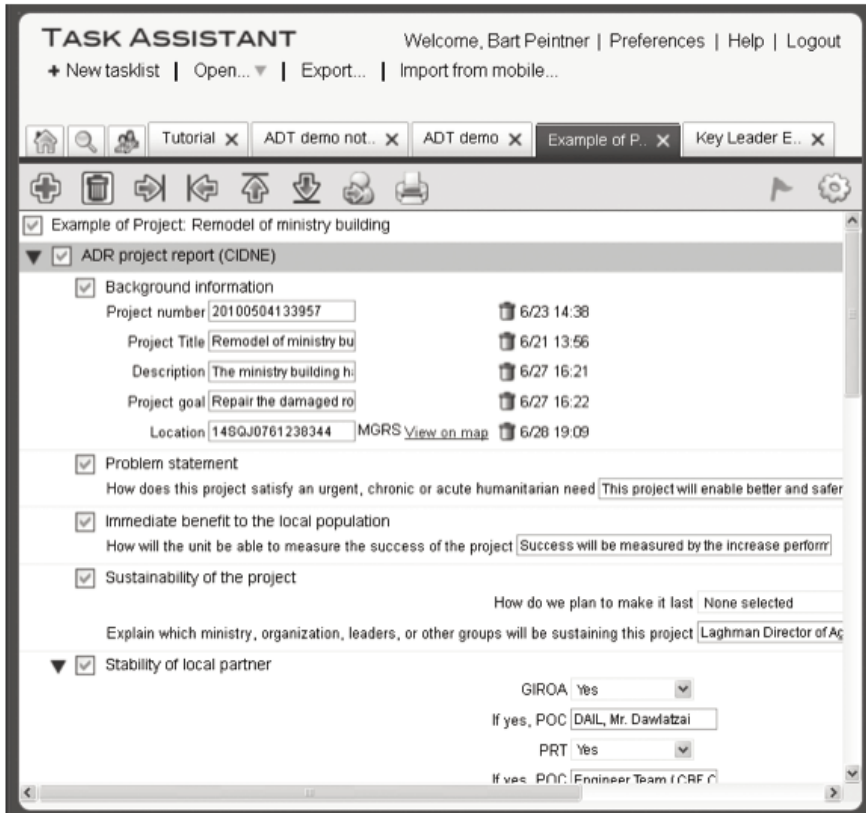 TASK ASSISTANT
Welcome, Bart Peintner | Preferences | Help | Logout
+ New tasklist | Open... | Export... | Import from mobile...
Tutorial X ADT demo not.. X ADT demo X Example of P.. X Key Leader E.. X
Example of Project: Remodel of ministry building
ADR project report (CIDNE)
Background information
Project number 20100504133957 6/23 14:38
Project Title Remodel of ministry bu 6/21 13:56
Description The ministry building h 6/27 16:21
Project goal Repair the damaged ro 6/27 16:22
Location 14SQJ0761238344 MGRS View on map 6/28 19:09
Problem statement
How does this project satisfy an urgent, chronic or acute humanitarian need This project will enable better and safer
Immediate benefit to the local population
How will the unit be able to measure the success of the project Success will be measured by the increase perform
Sustainability of the project
How do we plan to make it last None selected
Explain which ministry, organization, leaders, or other groups will be sustaining this project Laghman Director of Ag
Stability of local partner
GIROA Yes
If yes, POC DAIL, Mr. Dawlatzai
PRT Yes
If yes, POC Engineer Team (CBF C